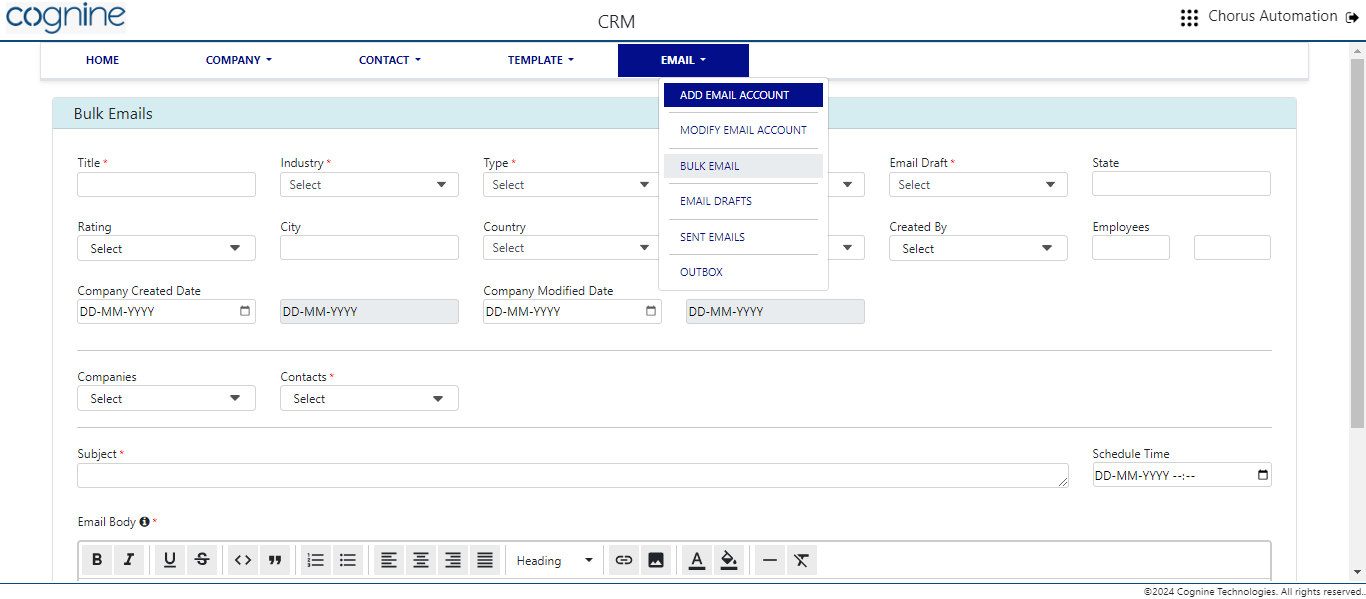 cognine
CRM
Chorus Automation
HOME
COMPANY
CONTACT
TEMPLATE
EMAIL
ADD EMAIL ACCOUNT
MODIFY EMAIL ACCOUNT
BULK EMAIL
EMAIL DRAFTS
SENT EMAILS
OUTBOX
Bulk Emails
Title *
Industry *
Type *
Email Draft *
State
Select
Select
Select
Rating
City
Country
Created By
Employees
Select
Select
Select
Company Created Date
Company Modified Date
DD-MM-YYYY
DD-MM-YYYY
DD-MM-YYYY
DD-MM-YYYY
Companies
Contacts *
Select
Select
Subject *
Schedule Time
DD-MM-YYYY --:--
Email Body *
B I U S Heading A
©2024 Cognine Technologies. All rights reserved.